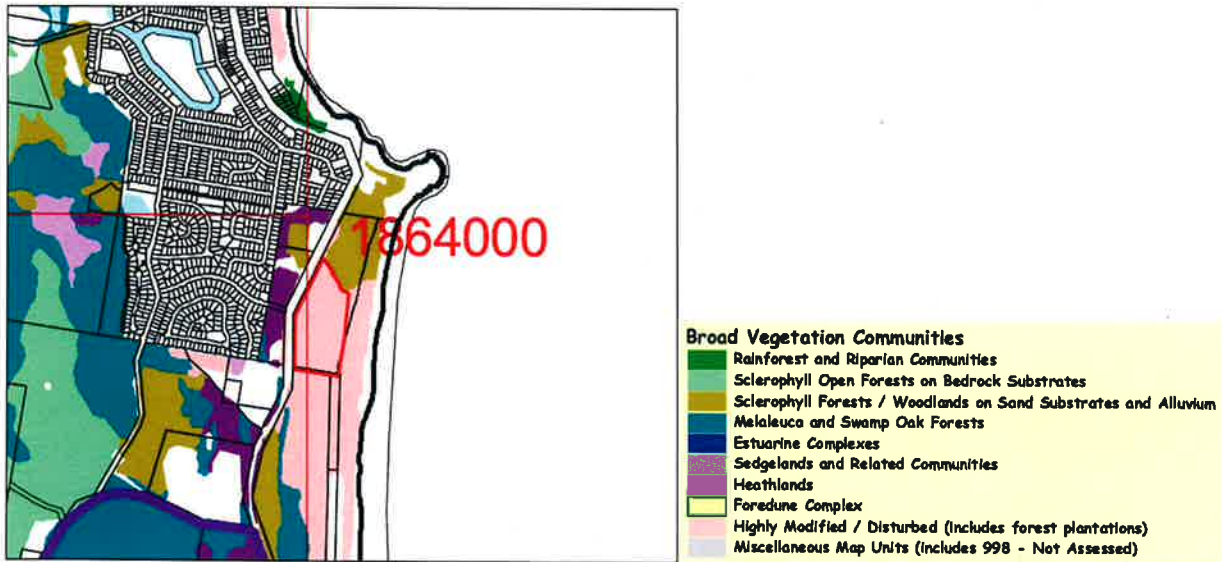 1864000
Broad Vegetation Communities
Rainforest and Riparian Communities
Sclerophyll Open Forests on Bedrock Substrates
Sclerophyll Forests / Woodlands on Sand Substrates and Alluvium
Melaleuca and Swamp Oak Forests
Estuarine Complexes
Sedgelands and Related Communities
Heathlands
Foredune Complex
Highly Modified / Disturbed (includes forest plantations)
Miscellaneous Map Units (includes 998 - Not Assessed)